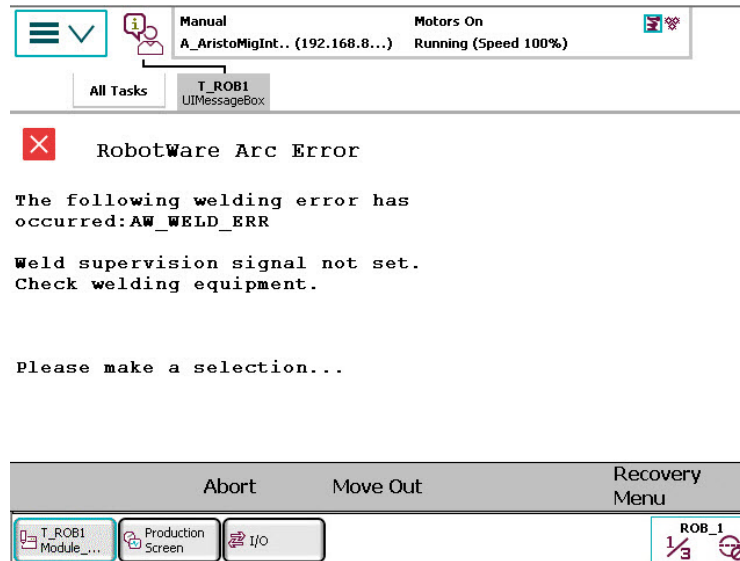 Manual
A_AristoMigInt.. (192.168.8...)
Motors On
Running (Speed 100%)
All Tasks
T_ROB1
UIMessageBox
RobotWare Arc Error
The following welding error has
occurred:AW_WELD_ERR
Weld supervision signal not set.
Check welding equipment.
Please make a selection...
Abort
Move Out
Recovery
Menu
T_ROB1
Module_...
Production
Screen
I/O
ROB_1
1/3